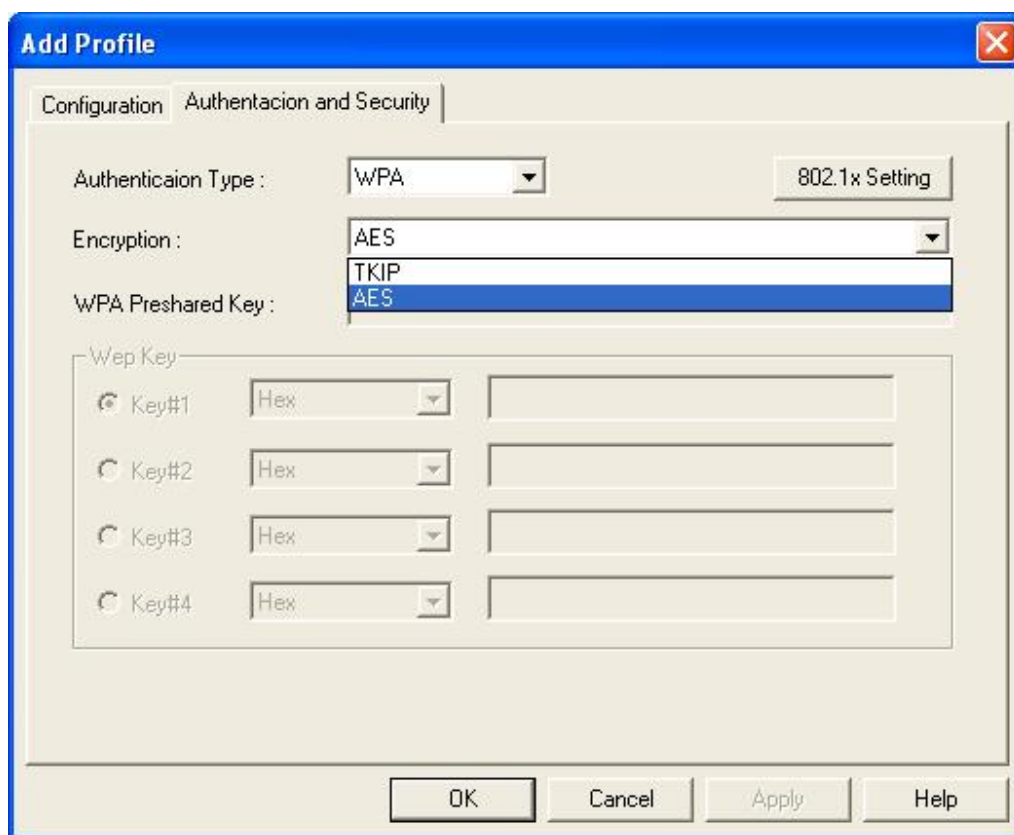 Add Profile
Configuration Authentacion and Security
Authenticaion Type : WPA 802.1x Setting
Encryption : AES
TKIP
AES
WPA Preshared Key :
Wep Key
Key#1 Hex
Key#2 Hex
Key#3 Hex
Key#4 Hex
OK Cancel Apply Help